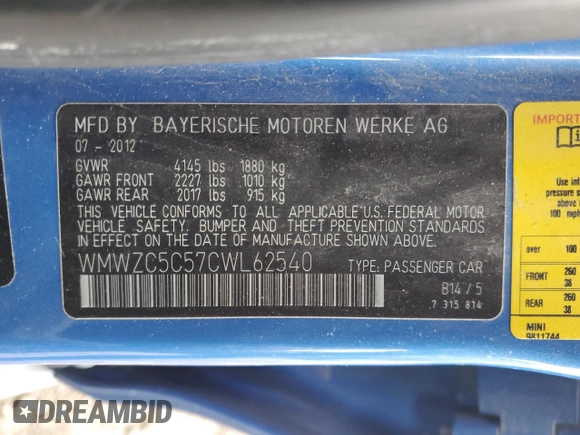 MFD BY BAYERISCHE MOTOREN WERKE AG
07 - 2012
GVWR 4145 lbs 1880 kg
GAWR FRONT 2227 lbs 1010 kg
GAWR REAR 2017 lbs 915 kg
THIS VEHICLE CONFORMS TO ALL APPLICABLE U.S. FEDERAL MOTOR
VEHICLE SAFETY, BUMPER, AND THEFT PREVENTION STANDARDS
IN EFFECT ON THE DATE OF MANUFACTURE SHOWN ABOVE.
WMWZC5C57CWL62540 TYPE: PASSENGER CAR
B14 / 5
7 315 814
IMPORT
Use inf
pressure s
above
100 mph
over 100
FRONT 260
38
REAR 260
38
MINI
9811744
DREAMBID